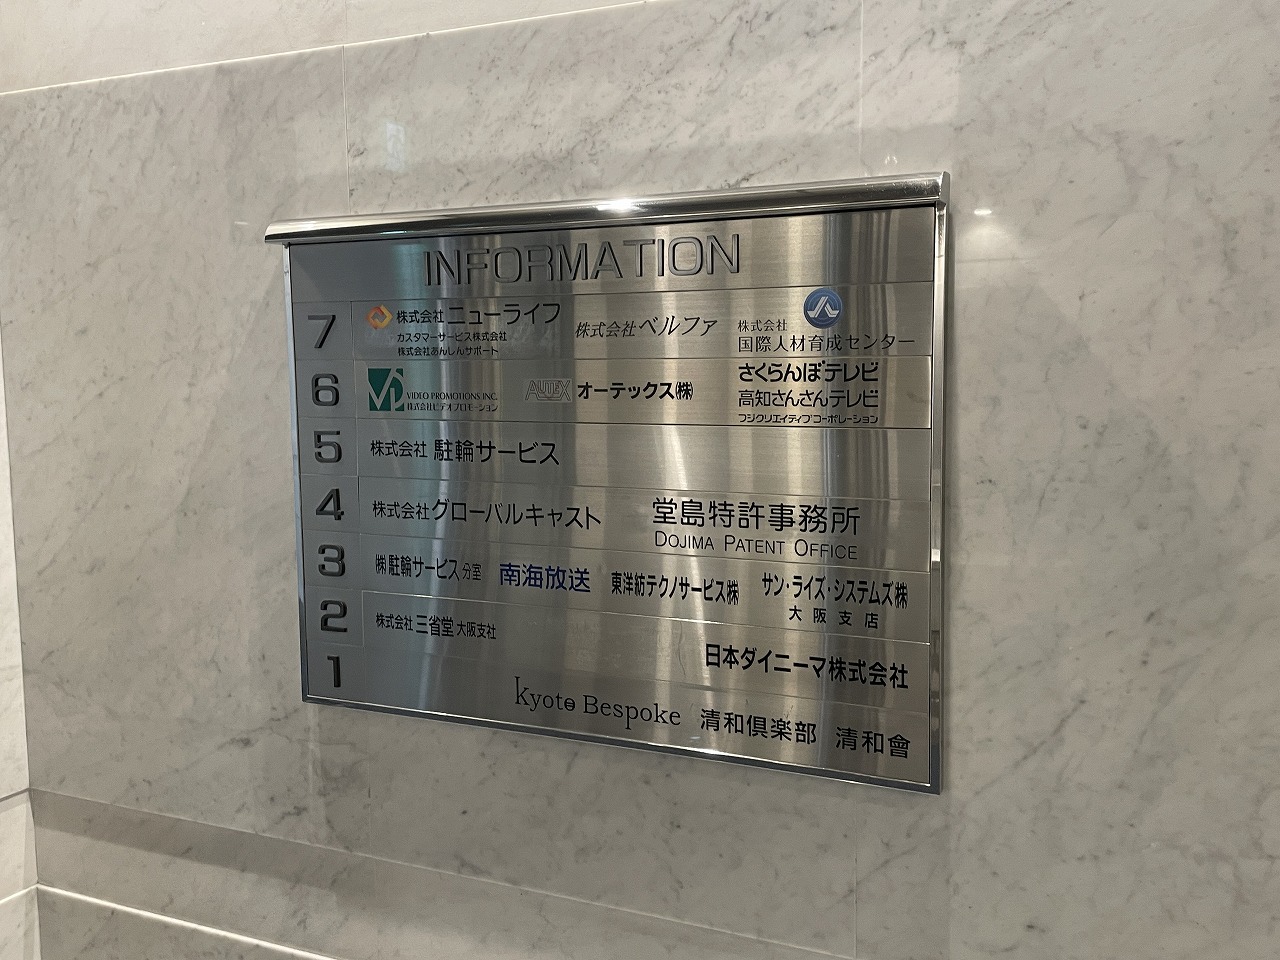 INFORMATION
7 株式会社 ニューライフ 株式会社 ベルファ 株式会社
カスタマーサービス株式会社 国際人材育成センター
株式会社あんしんサポート
6 VP VIDEO PROMOTIONS INC. AUTEX オーテックス㈱ さくらんぼテレビ
株式会社ビデオプロモーション 高知さんさんテレビ
フジクリエイティブコーポレーション
5 株式会社 駐輪サービス
4 株式会社 グローバルキャスト 堂島特許事務所
DOJIMA PATENT OFFICE
3 ㈱駐輪サービス 分室 南海放送 東洋紡テクノサービス㈱ サン・ライズ・システムズ㈱
大阪支店
2 株式会社 三省堂 大阪支社 日本ダイニーマ株式会社
1 kyoto Bespoke 清和倶楽部 清和會